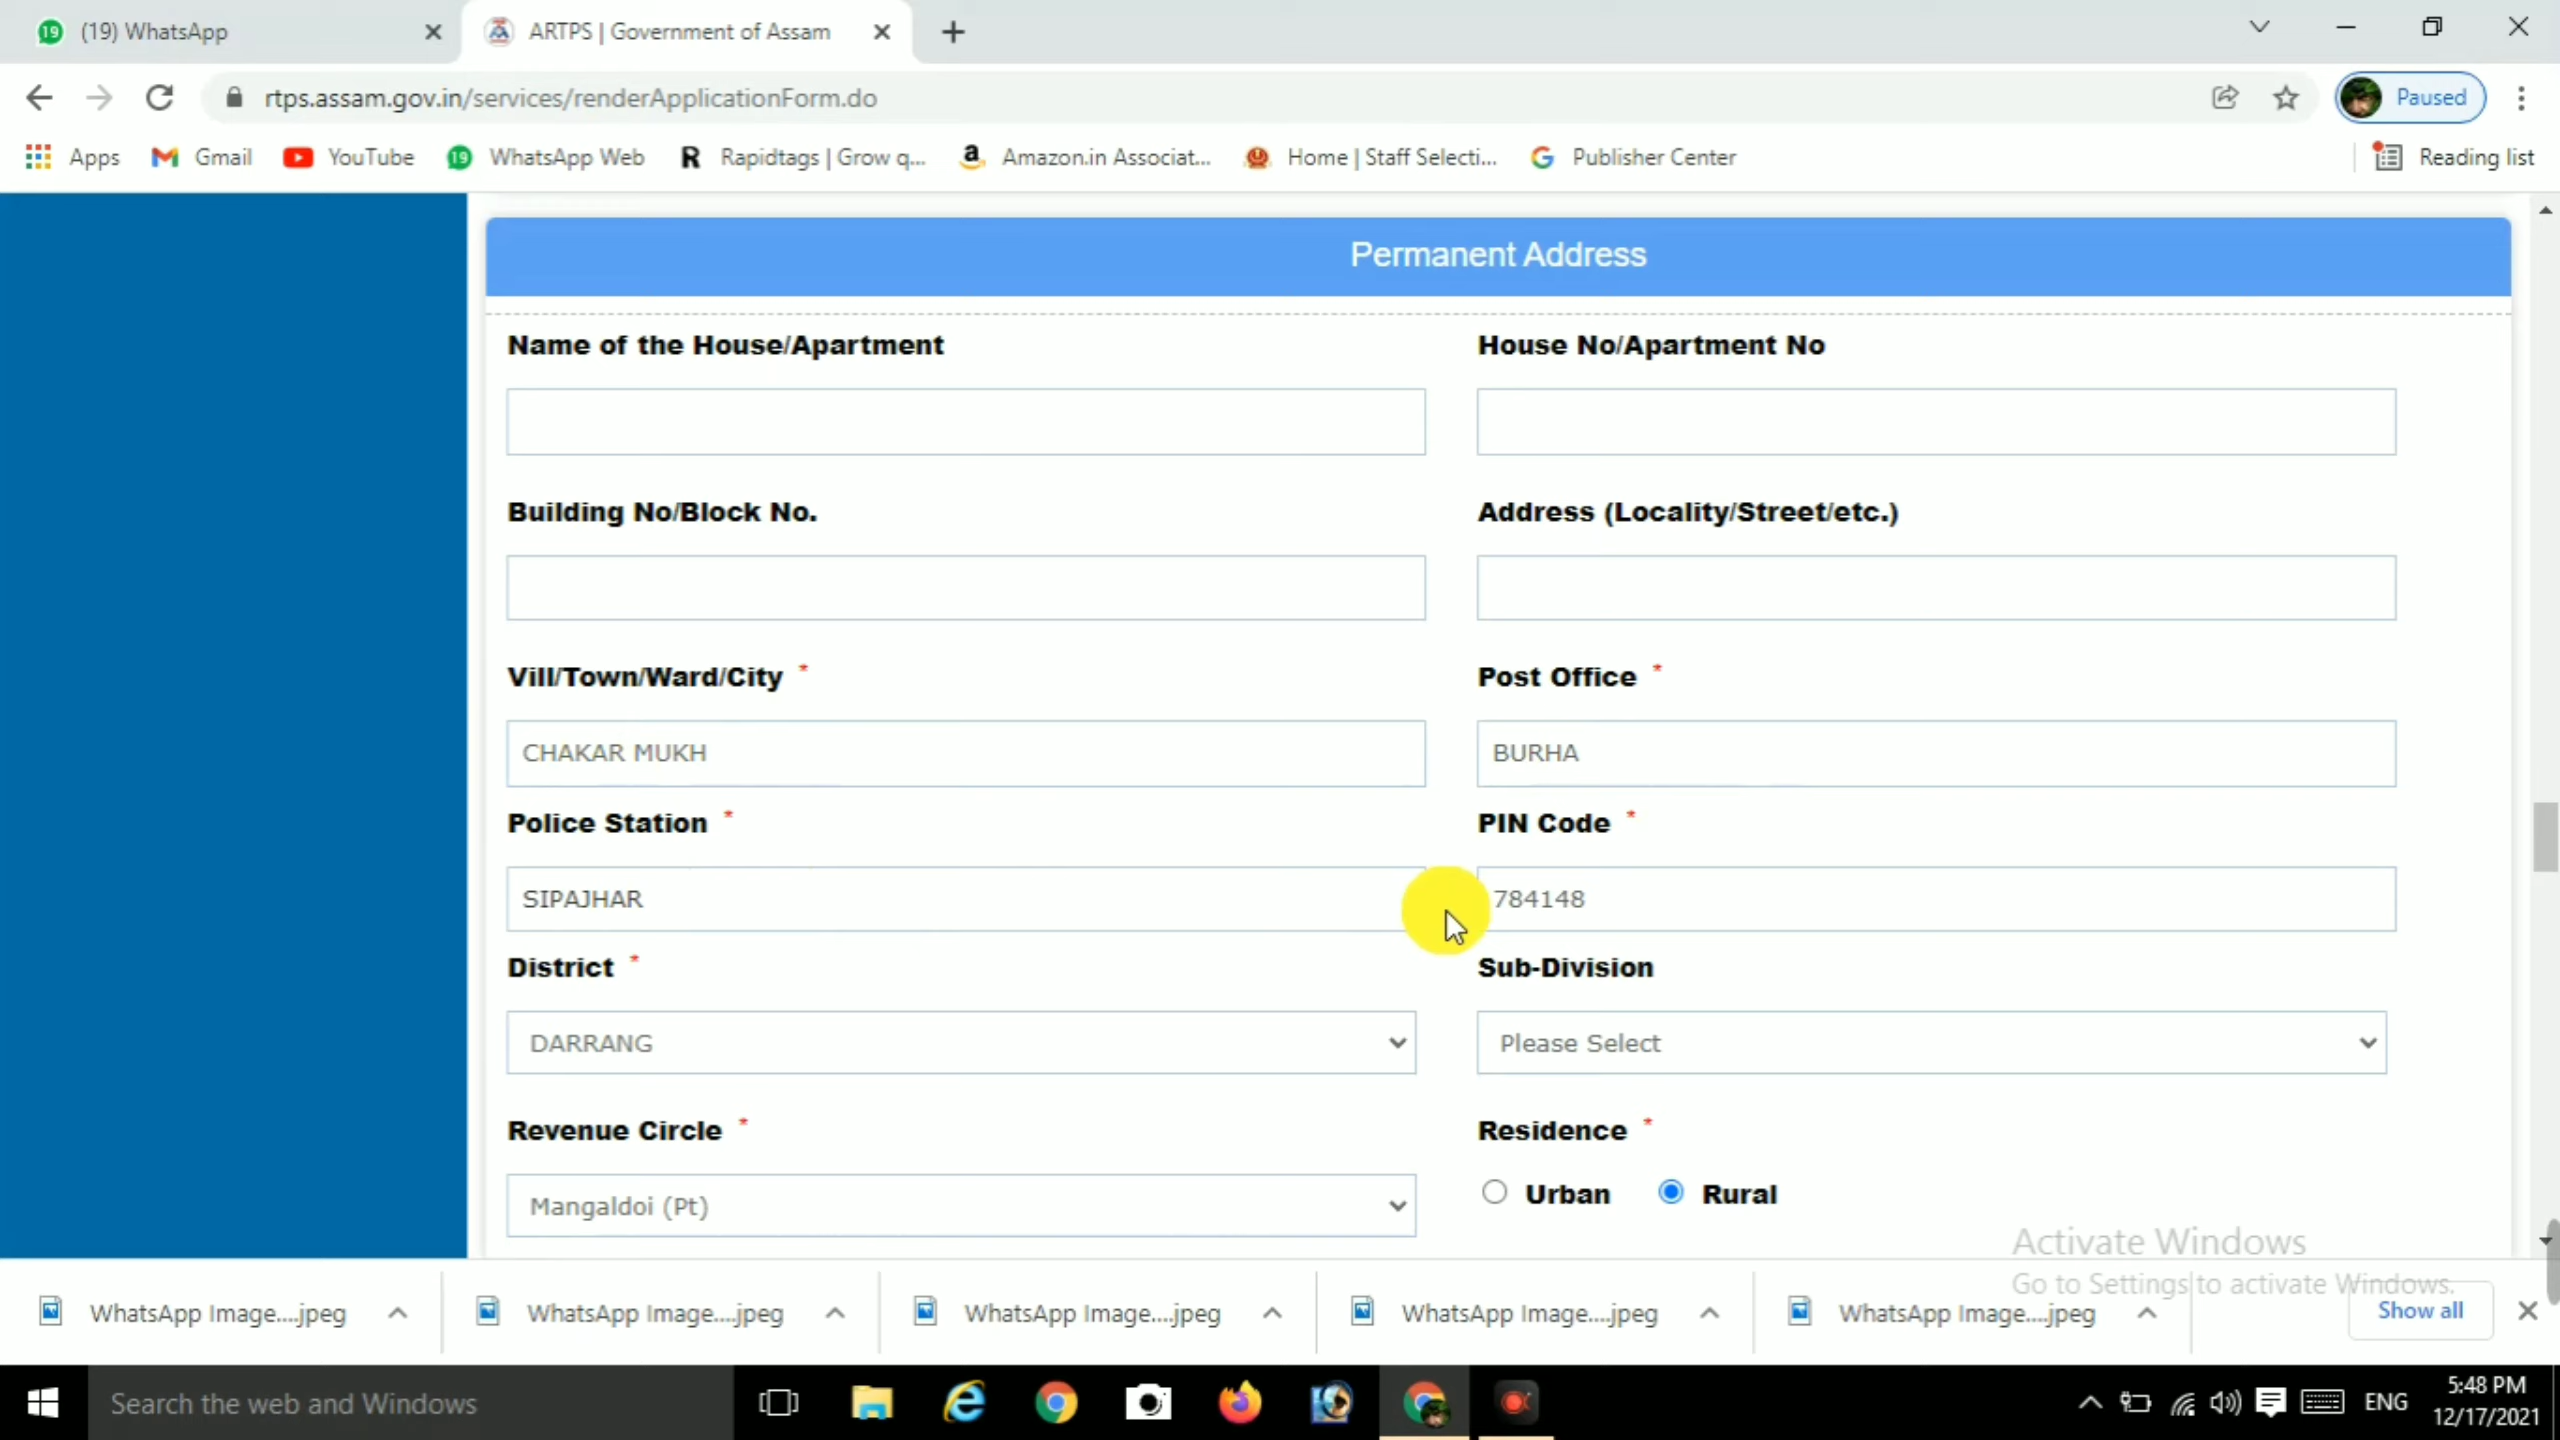 (19) WhatsApp
ARTPS | Government of Assam
rtps.assam.gov.in/services/renderApplicationForm.do
Paused
Apps
Gmail
YouTube
19
WhatsApp Web
R
Rapidtags | Grow q...
a
Amazon.in Associat...
Home | Staff Selecti...
G
Publisher Center
Reading list
Permanent Address
Name of the House/Apartment
House No/Apartment No
Building No/Block No.
Address (Locality/Street/etc.)
Vill/Town/Ward/City *
Post Office *
CHAKAR MUKH
BURHA
Police Station *
PIN Code *
SIPAJHAR
784148
District *
Sub-Division
DARRANG
Please Select
Revenue Circle *
Residence *
Mangaldoi (Pt)
Urban
Rural
Activate Windows
Go to Settings to activate Windows.
WhatsApp Image....jpeg
WhatsApp Image....jpeg
WhatsApp Image....jpeg
WhatsApp Image....jpeg
WhatsApp Image....jpeg
Show all
Search the web and Windows
ENG
5:48 PM
12/17/2021